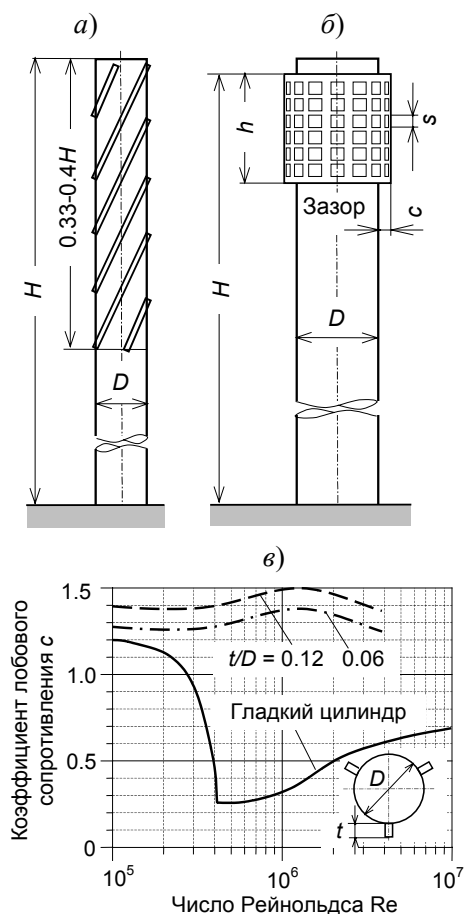 а)
б)
0.33-0.4H
H
D
h
s
Зазор
c
H
D
в)
1.5
1.0
0.5
0
t/D = 0.12
0.06
Гладкий цилиндр
D
t
10^5
10^6
10^7
Коэффициент лобового
сопротивления c
Число Рейнольдса Re